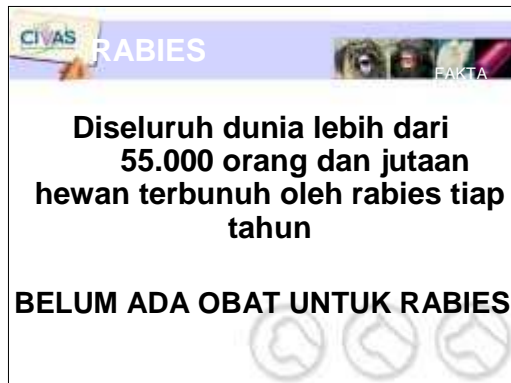 CIVAS
RABIES
FAKTA
Diseluruh dunia lebih dari
55.000 orang dan jutaan
hewan terbunuh oleh rabies tiap
tahun
BELUM ADA OBAT UNTUK RABIES